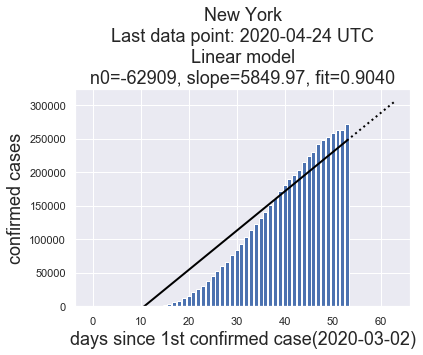 New York
Last data point: 2020-04-24 UTC
Linear model
n0=-62909, slope=5849.97, fit=0.9040
300000
250000
200000
150000
100000
50000
0
confirmed cases
0 10 20 30 40 50 60
days since 1st confirmed case(2020-03-02)